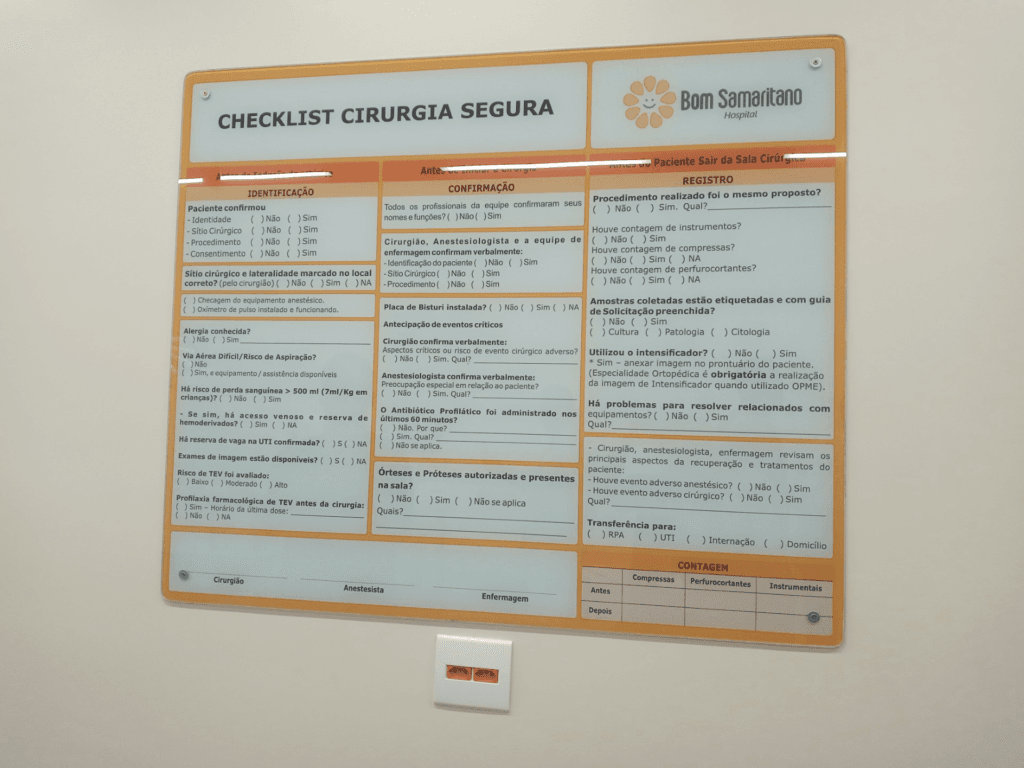 CHECKLIST CIRURGIA SEGURA
Bom Samaritano
Hospital
IDENTIFICAÇÃO
Paciente confirmou
- Identidade ( )Não ( )Sim
- Sítio Cirúrgico ( )Não ( )Sim
- Procedimento ( )Não ( )Sim
- Consentimento ( )Não ( )Sim
Sítio cirúrgico e lateralidade marcado no local
correto? (pelo cirurgião) ( ) Não ( ) Sim ( ) NA
( ) Checagem do equipamento anestésico.
( ) Oxímetro de pulso instalado e funcionando.
Alergia conhecida?
( ) Não ( ) Sim
Via Aérea Difícil/Risco de Aspiração?
( )Não
( )Sim, e equipamento / assistência disponíveis
Há risco de perda sanguínea > 500 ml (7ml/Kg em
crianças)? ( ) Não ( ) Sim
- Se sim, há acesso venoso e reserva de
hemoderivados? ( ) Sim ( ) NA
Há reserva de vaga na UTI confirmada? ( ) S ( ) NA
Exames de imagem estão disponíveis? ( ) S ( ) NA
Risco de TEV foi avaliado:
( ) Baixo ( ) Moderado ( ) Alto
Profilaxia farmacológica de TEV antes da cirurgia:
( ) Sim – Horário da última dose:
( ) Não ( ) NA
Antes de Iniciar a Cirurgia
CONFIRMAÇÃO
Todos os profissionais da equipe confirmaram seus
nomes e funções? ( )Não ( )Sim
Cirurgião, Anestesiologista e a equipe de
enfermagem confirmam verbalmente:
- Identificação do paciente ( )Não ( )Sim
- Sítio Cirúrgico ( )Não ( )Sim
- Procedimento ( )Não ( )Sim
Placa de Bisturi instalada? ( ) Não ( ) Sim ( ) NA
Antecipação de eventos críticos
Cirurgião confirma verbalmente:
Aspectos críticos ou risco de evento cirúrgico adverso?
( ) Não ( ) Sim. Qual?
Anestesiologista confirma verbalmente:
Preocupação especial em relação ao paciente?
( ) Não ( ) Sim. Qual?
O Antibiótico Profilático foi administrado nos
últimos 60 minutos?
( ) Não. Por que?
( ) Sim. Qual?
( ) Não se aplica.
Órteses e Próteses autorizadas e presentes
na sala?
( ) Não ( ) Sim ( ) Não se aplica
Quais?
Antes do Paciente Sair da Sala Cirúrgica
REGISTRO
Procedimento realizado foi o mesmo proposto?
( ) Não ( ) Sim. Qual?
Houve contagem de instrumentos?
( ) Não ( ) Sim
Houve contagem de compressas?
( ) Não ( ) Sim ( ) NA
Houve contagem de perfurocortantes?
( ) Não ( ) Sim ( ) NA
Amostras coletadas estão etiquetadas e com guia
de Solicitação preenchida?
( ) Não ( ) Sim
( ) Cultura ( ) Patologia ( ) Citologia
Utilizou o intensificador? ( ) Não ( ) Sim
* Sim – anexar imagem no prontuário do paciente.
(Especialidade Ortopédica é obrigatória a realização
da imagem de Intensificador quando utilizado OPME).
Há problemas para resolver relacionados com
equipamentos? ( ) Não ( ) Sim
Qual?
- Cirurgião, anestesiologista, enfermagem revisam os
principais aspectos da recuperação e tratamentos do
paciente:
- Houve evento adverso anestésico? ( ) Não ( ) Sim
- Houve evento adverso cirúrgico? ( ) Não ( ) Sim
Qual?
Transferência para:
( ) RPA ( ) UTI ( ) Internação ( ) Domicílio
Cirurgião
Anestesista
Enfermagem
CONTAGEM
Compressas Perfurocortantes Instrumentais
Antes
Depois